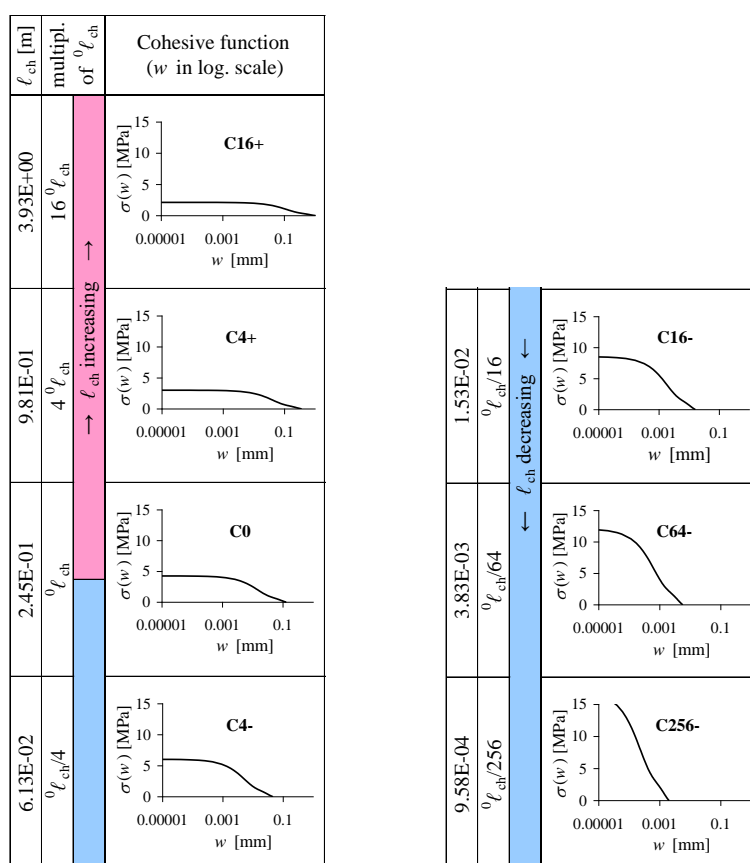 ℓch [m]
multipl. of ⁰ℓch
Cohesive function
(w in log. scale)
3.93E+00
16 ⁰ℓch
→ ℓch increasing →
σ(w) [MPa]
C16+
15
10
5
0
0.00001 0.001 0.1
w [mm]
9.81E-01
4 ⁰ℓch
σ(w) [MPa]
C4+
15
10
5
0
0.00001 0.001 0.1
w [mm]
2.45E-01
⁰ℓch
σ(w) [MPa]
C0
15
10
5
0
0.00001 0.001 0.1
w [mm]
6.13E-02
⁰ℓch/4
σ(w) [MPa]
C4-
15
10
5
0
0.00001 0.001 0.1
w [mm]
1.53E-02
⁰ℓch/16
← ℓch decreasing ←
σ(w) [MPa]
C16-
15
10
5
0
0.00001 0.001 0.1
w [mm]
3.83E-03
⁰ℓch/64
σ(w) [MPa]
C64-
15
10
5
0
0.00001 0.001 0.1
w [mm]
9.58E-04
⁰ℓch/256
σ(w) [MPa]
C256-
15
10
5
0
0.00001 0.001 0.1
w [mm]